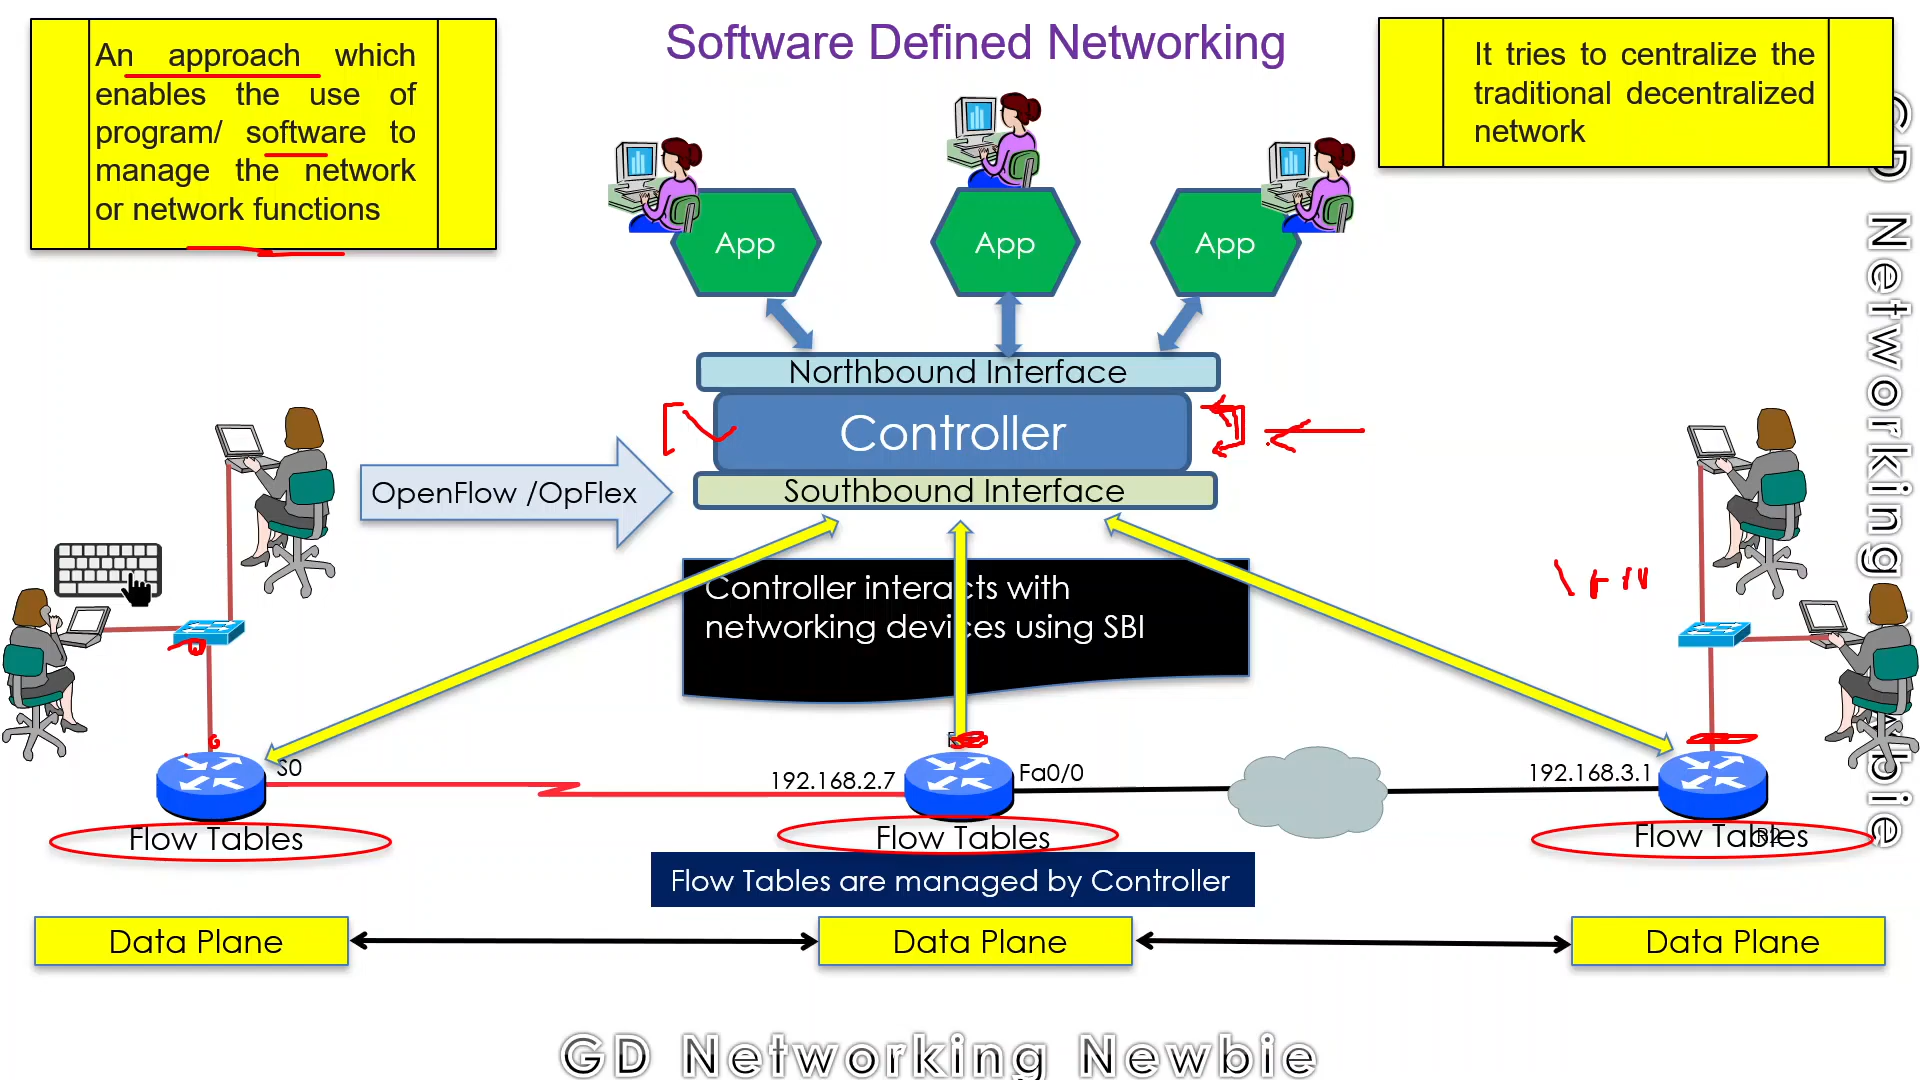 Software Defined Networking
An approach which
enables the use of
program/ software to
manage the network
or network functions
It tries to centralize the
traditional decentralized
network
App
App
App
Northbound Interface
Controller
Southbound Interface
OpenFlow /OpFlex
Controller interacts with
networking devices using SBI
S0
192.168.2.7
Fa0/0
192.168.3.1
Flow Tables
Flow Tables
Flow Tables
R2
Flow Tables are managed by Controller
Data Plane
Data Plane
Data Plane
GD Networking Newbie
GD Networking Newbie